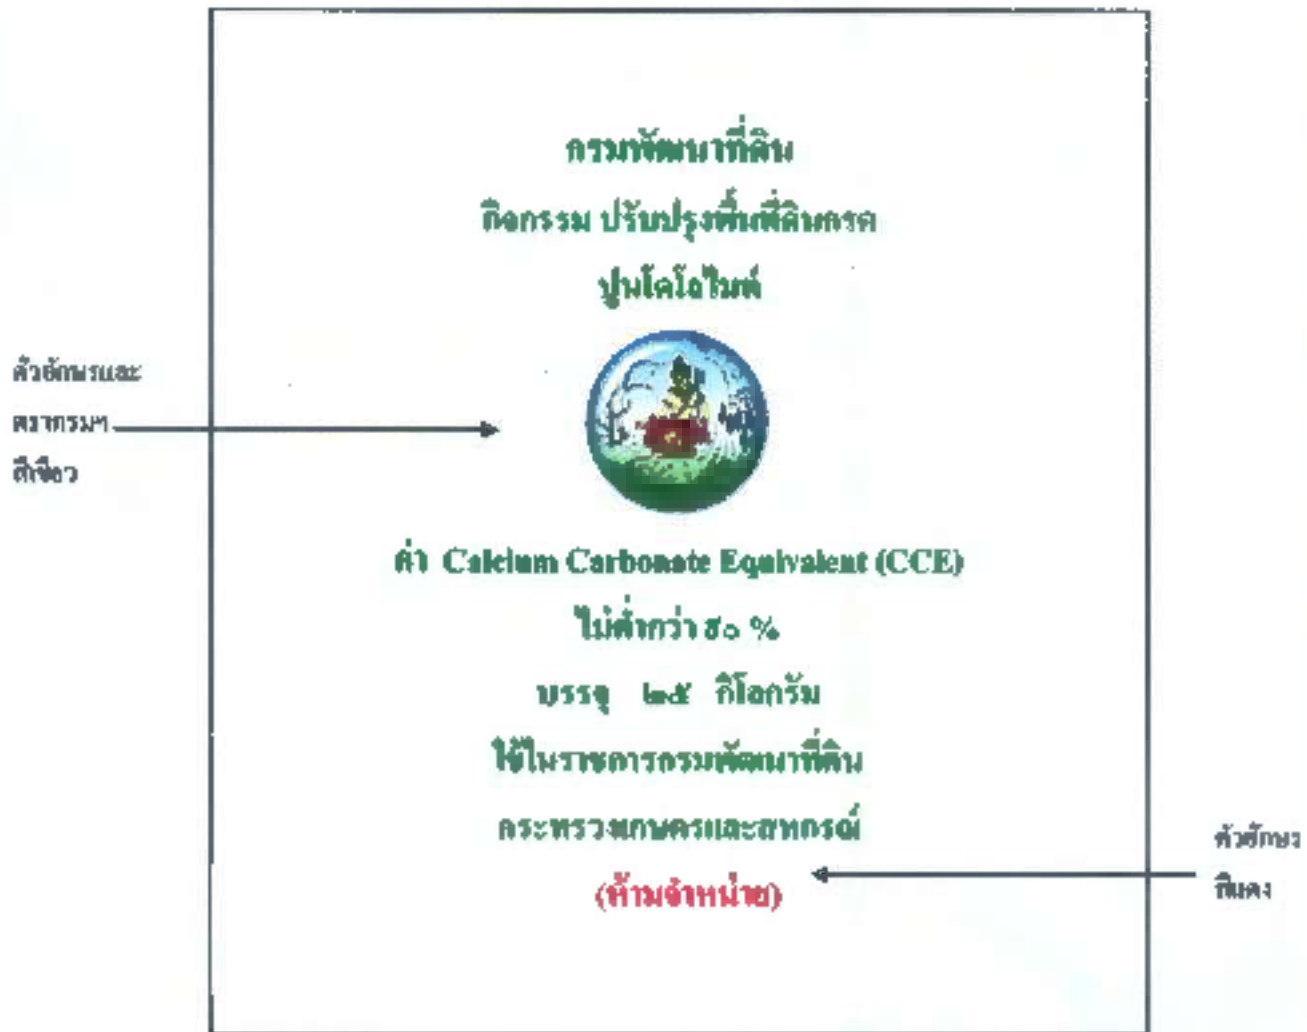 กรมพัฒนาที่ดิน
กิจกรรม ปรับปรุงพื้นที่ดินกรด
ปูนโดโลไมท์
ตัวอักษรและ
ตรากรมฯ
สีเขียว
ค่า Calcium Carbonate Equivalent (CCE)
ไม่ต่ำกว่า ๙๐ %
บรรจุ ๒๕ กิโลกรัม
ใช้ในราชการกรมพัฒนาที่ดิน
กระทรวงเกษตรและสหกรณ์
(ห้ามจำหน่าย)
ตัวอักษร
สีแดง